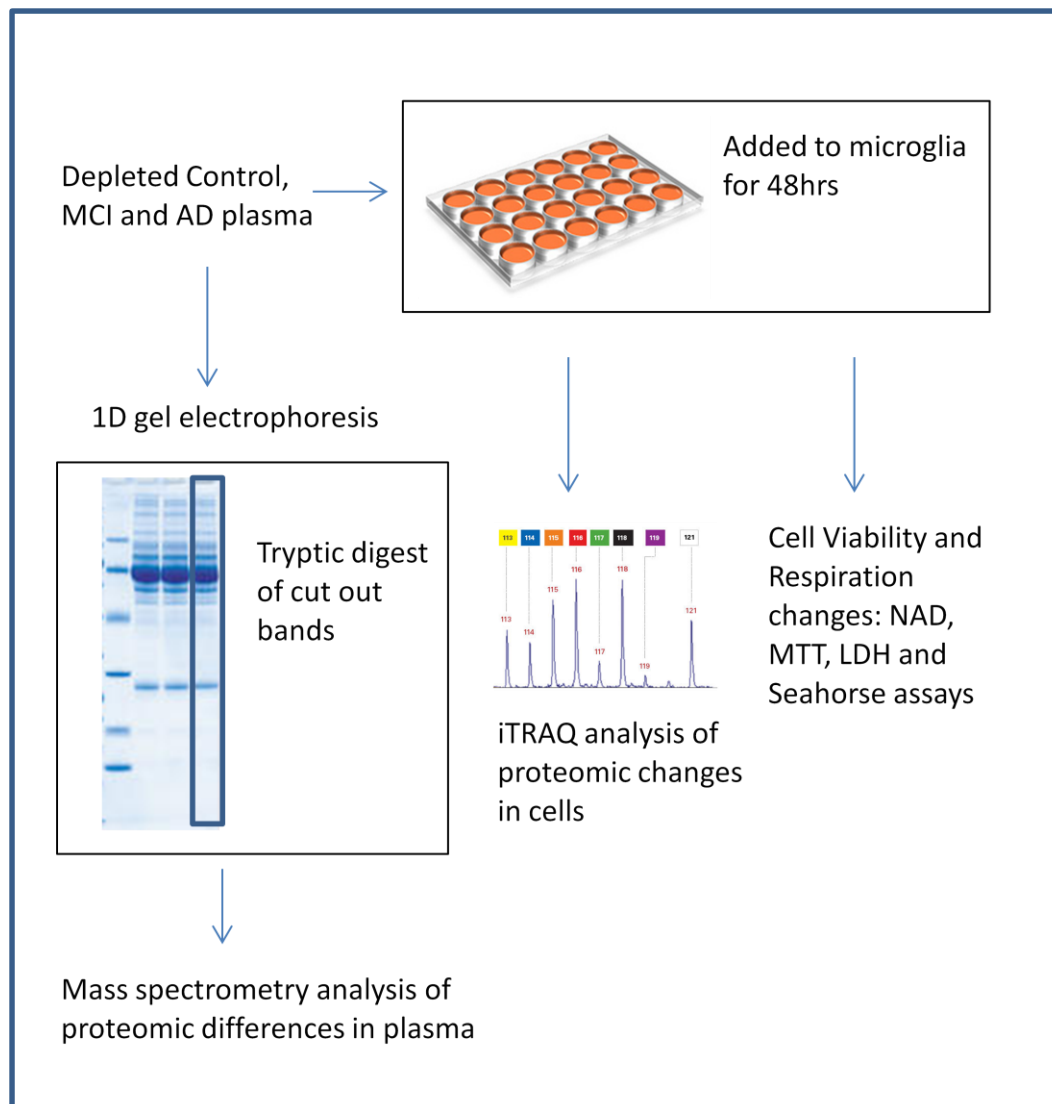 Depleted Control,
MCI and AD plasma
Added to microglia
for 48hrs
1D gel electrophoresis
Tryptic digest
of cut out
bands
113 114 115 116 117 118 119 121
116
118
115
121
113
114
117
119
iTRAQ analysis of
proteomic changes
in cells
Cell Viability and
Respiration
changes: NAD,
MTT, LDH and
Seahorse assays
Mass spectrometry analysis of
proteomic differences in plasma